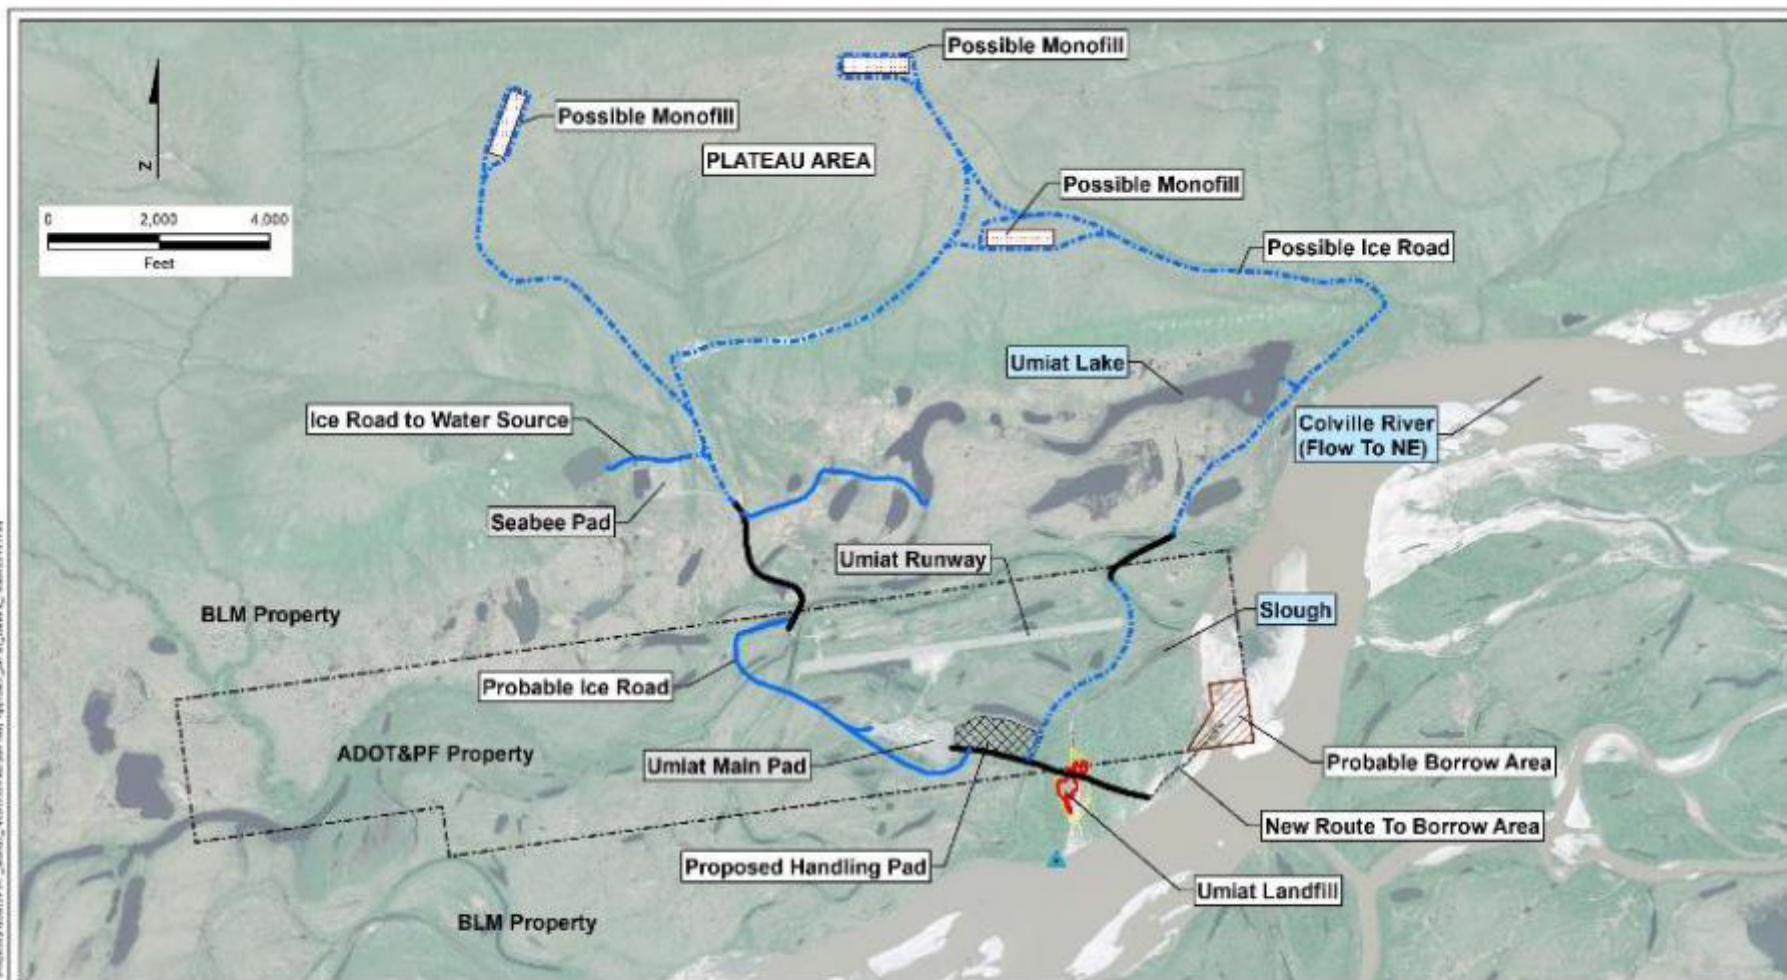 Possible Monofill
Possible Monofill
PLATEAU AREA
Possible Monofill
N
0 2,000 4,000
Feet
Possible Ice Road
Umiat Lake
Ice Road to Water Source
Colville River
(Flow To NE)
Seabee Pad
Umiat Runway
BLM Property
Slough
Probable Ice Road
ADOT&PF Property
Umiat Main Pad
Probable Borrow Area
New Route To Borrow Area
Proposed Handling Pad
Umiat Landfill
BLM Property